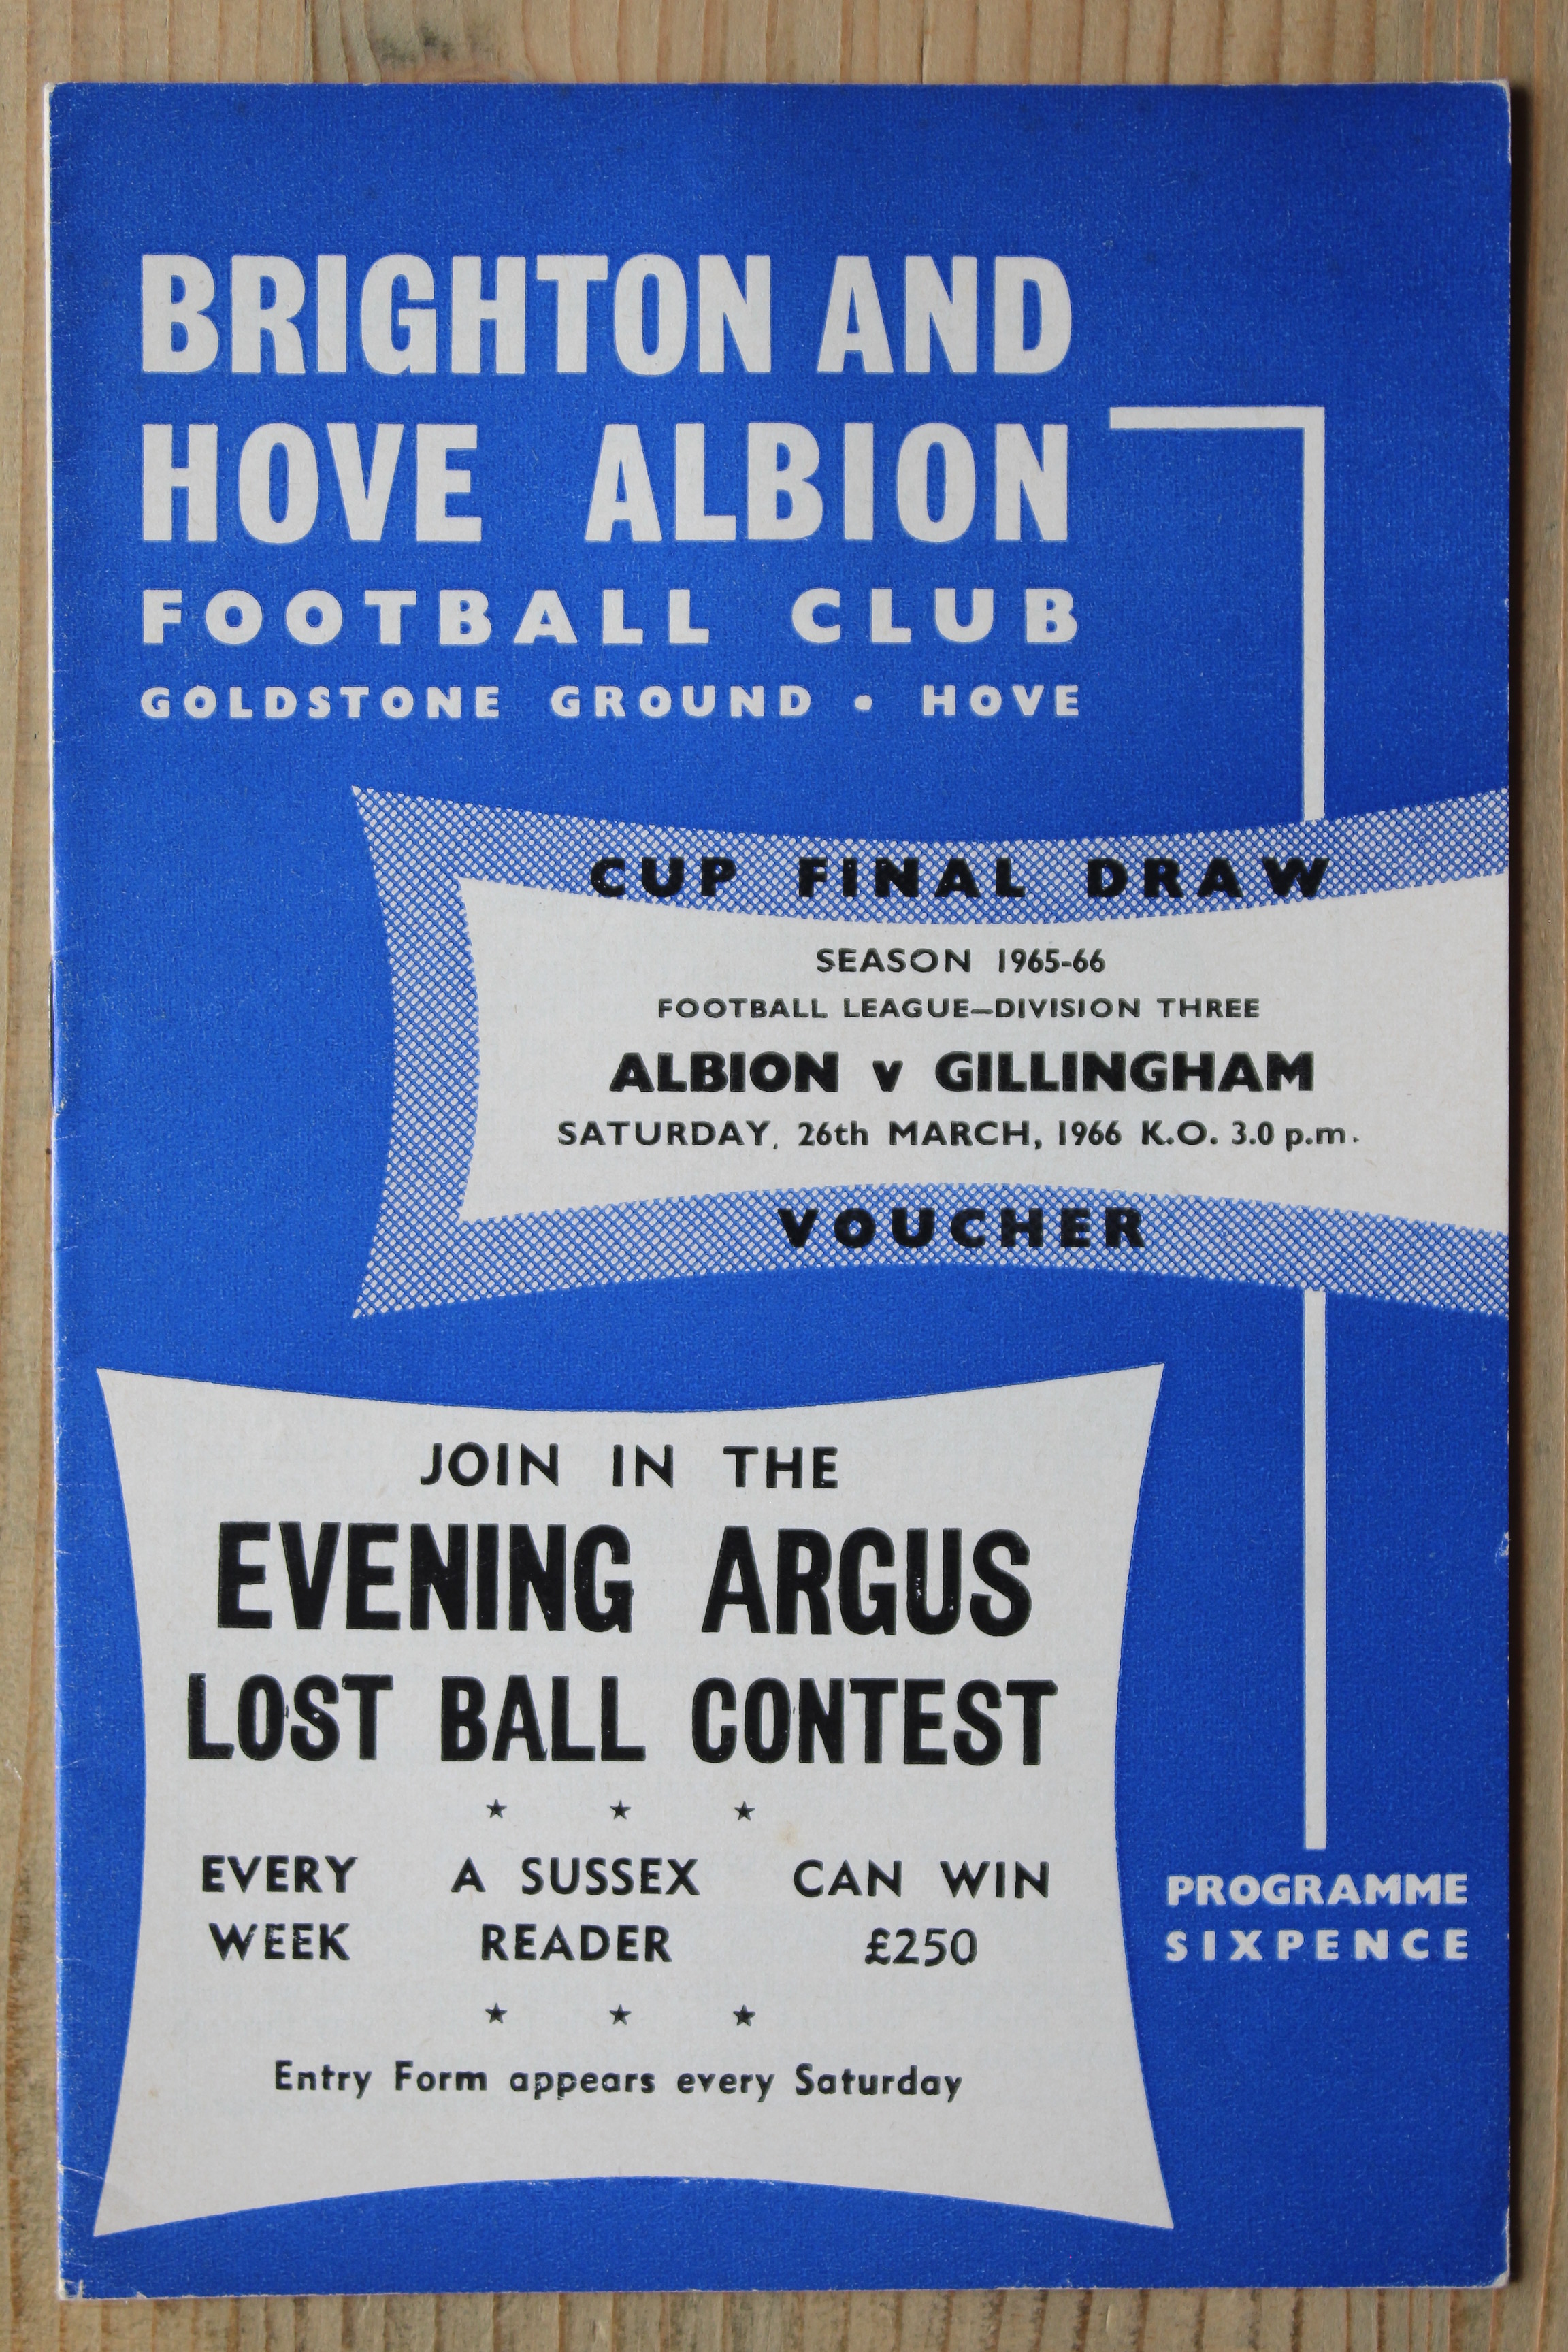 BRIGHTON AND
HOVE ALBION
FOOTBALL CLUB
GOLDSTONE GROUND • HOVE
CUP FINAL DRAW
SEASON 1965-66
FOOTBALL LEAGUE—DIVISION THREE
ALBION v GILLINGHAM
SATURDAY, 26th MARCH, 1966 K.O. 3.0 p.m.
VOUCHER
JOIN IN THE
EVENING ARGUS
LOST BALL CONTEST
★ ★ ★
EVERY WEEK
A SUSSEX READER
CAN WIN £250
★ ★ ★
Entry Form appears every Saturday
PROGRAMME
SIXPENCE